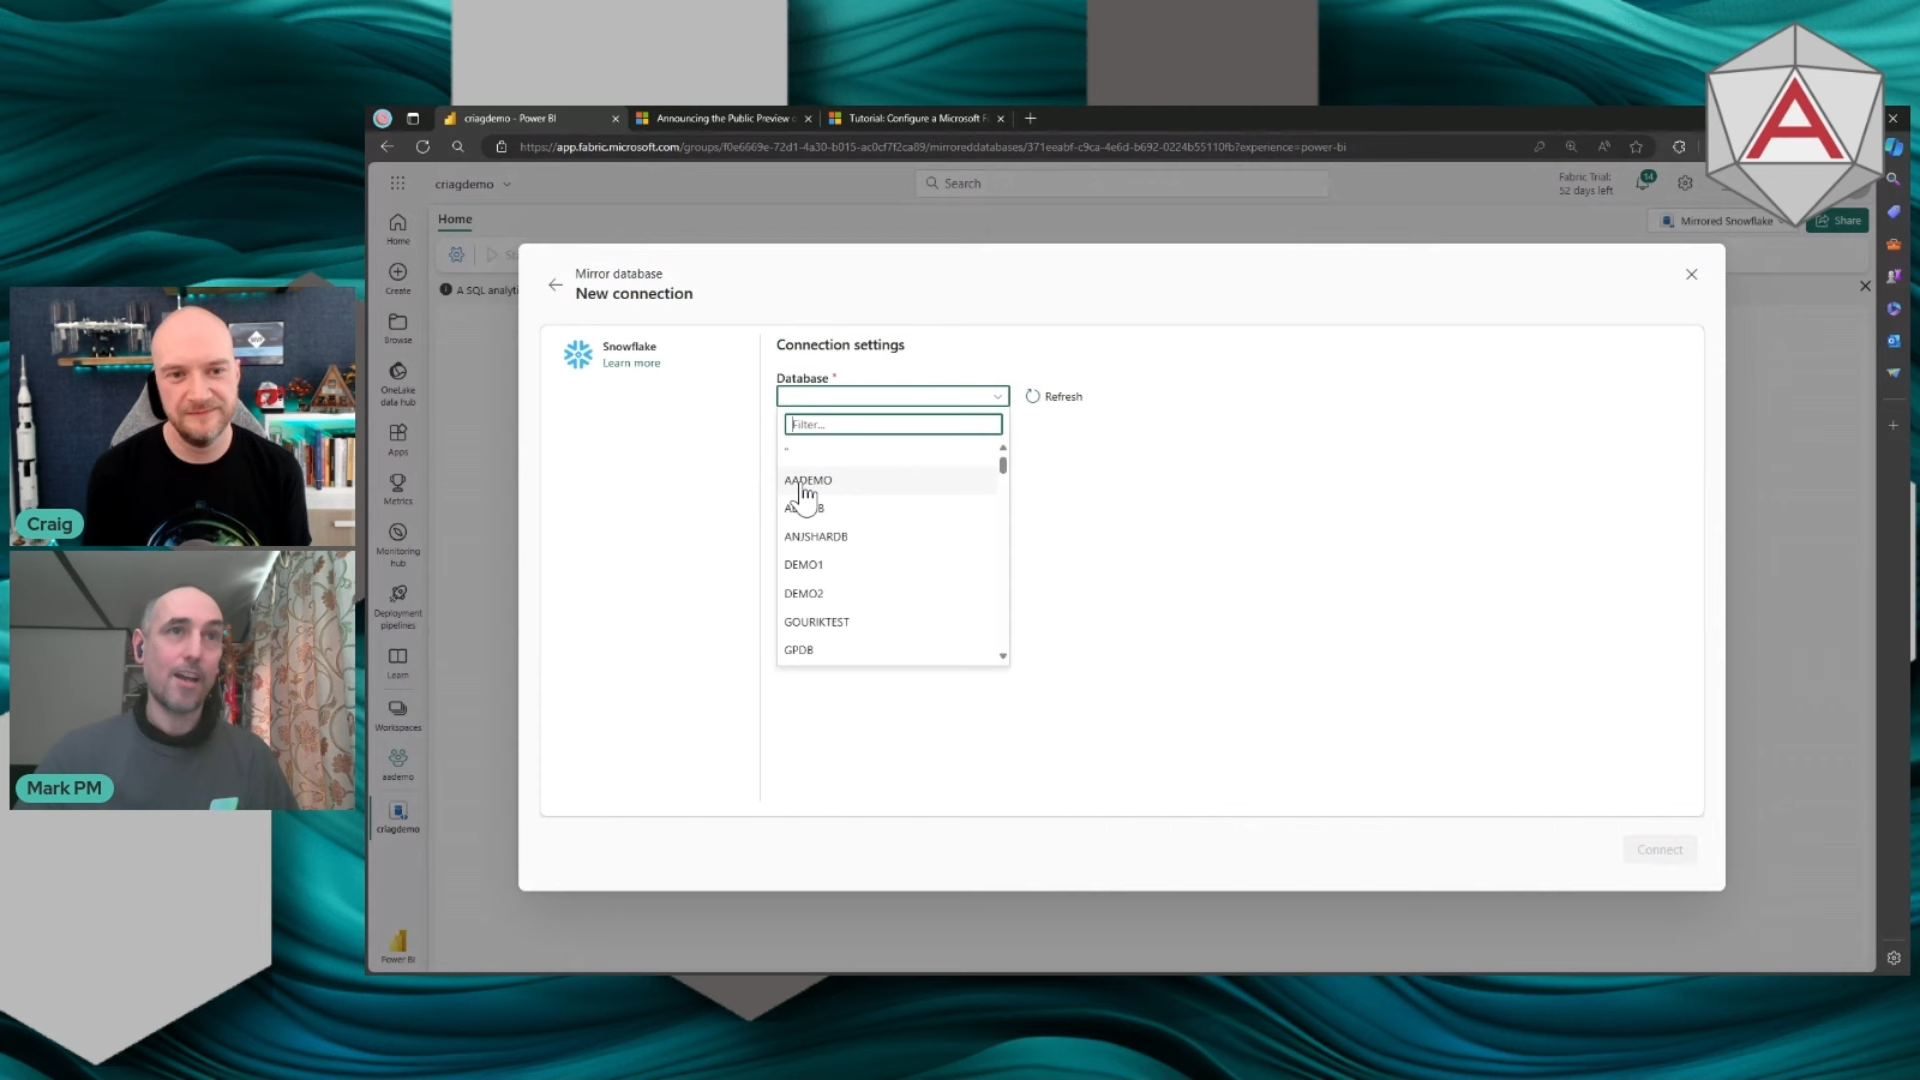 criagdemo - Power BI
Announcing the Public Preview
Tutorial: Configure a Microsoft F
https://app.fabric.microsoft.com/groups/f0e6669e-72d1-4a30-b015-ac0cf7f2ca89/mirroreddatabases/371eeabf-c9ca-4e6d-b692-0224b55110fb?experience=power-bi
criagdemo
Search
Fabric Trial:
52 days left
14
Home
Mirrored Snowflake
Share
A SQL analyti
Home
Create
Browse
OneLake
data hub
Apps
Metrics
Monitoring
hub
Deployment
pipelines
Learn
Workspaces
aademo
criagdemo
Power BI
Mirror database
New connection
Snowflake
Learn more
Connection settings
Database *
Refresh
Filter...
AADEMO
ANJSHARDB
DEMO1
DEMO2
GOURIKTEST
GPDB
Connect
Craig
Mark PM
A